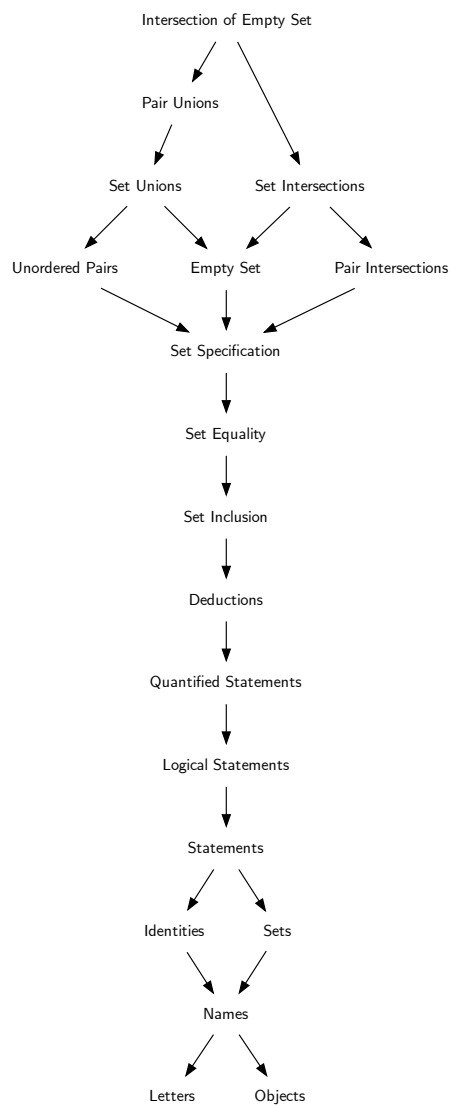 Intersection of Empty Set
Pair Unions
Set Unions
Set Intersections
Unordered Pairs
Empty Set
Pair Intersections
Set Specification
Set Equality
Set Inclusion
Deductions
Quantified Statements
Logical Statements
Statements
Identities
Sets
Names
Letters
Objects